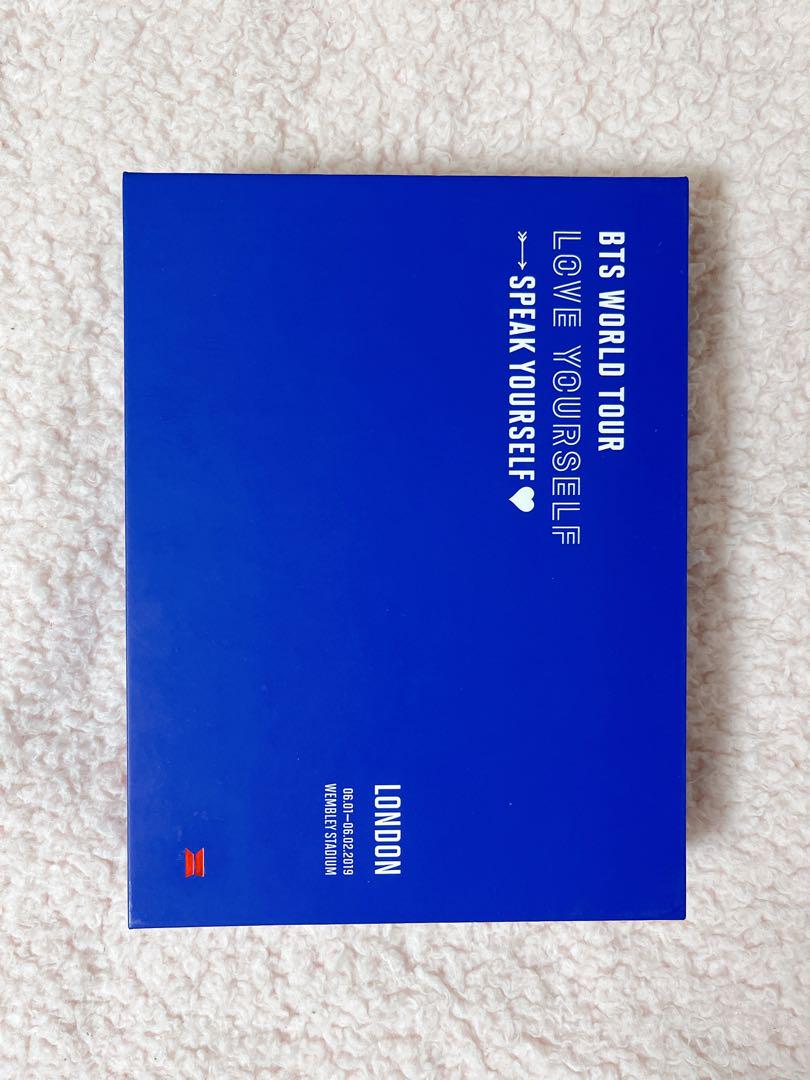 BTS WORLD TOUR
LOVE YOURSELF
SPEAK YOURSELF
LONDON
06.01–06.02.2019
WEMBLEY STADIUM